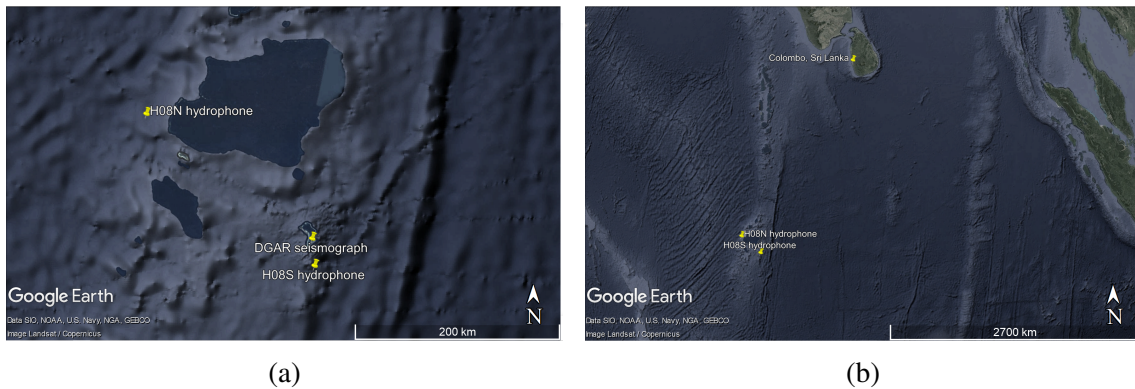 H08N hydrophone
DGAR seismograph
H08S hydrophone
Google Earth
Data SIO, NOAA, U.S. Navy, NGA, GEBCO
Image Landsat / Copernicus
N
200 km
(a)
Colombo, Sri Lanka
H08N hydrophone
H08S hydrophone
Google Earth
Data SIO, NOAA, U.S. Navy, NGA, GEBCO
Image Landsat / Copernicus
N
2700 km
(b)